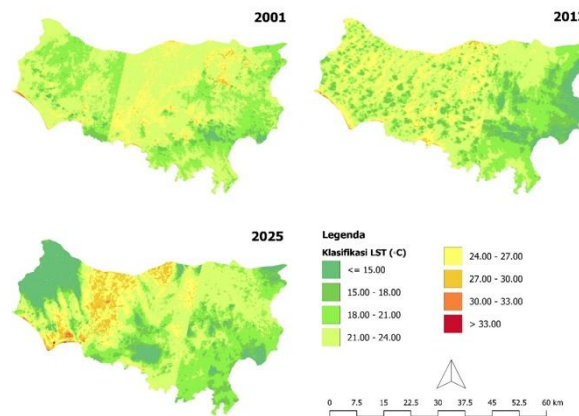 2001
2025
Legenda
Klasifikasi LST (◦C)
<= 15.00
15.00 - 18.00
18.00 - 21.00
21.00 - 24.00
24.00 - 27.00
27.00 - 30.00
30.00 - 33.00
> 33.00
0 7.5 15 22.5 30 37.5 45 52.5 60 km